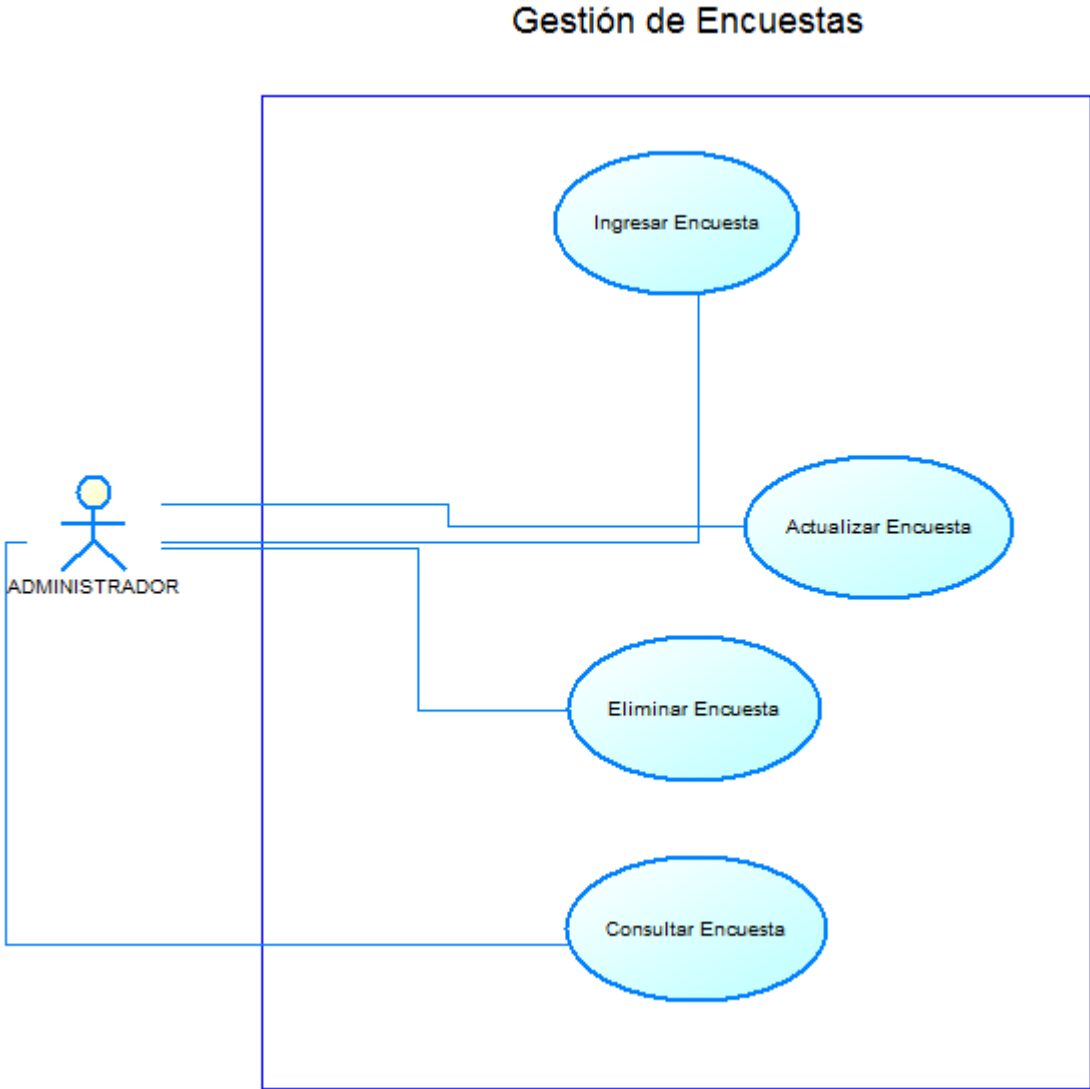 Gestión de Encuestas
Ingresar Encuesta
Actualizar Encuesta
ADMINISTRADOR
Eliminar Encuesta
Consultar Encuesta